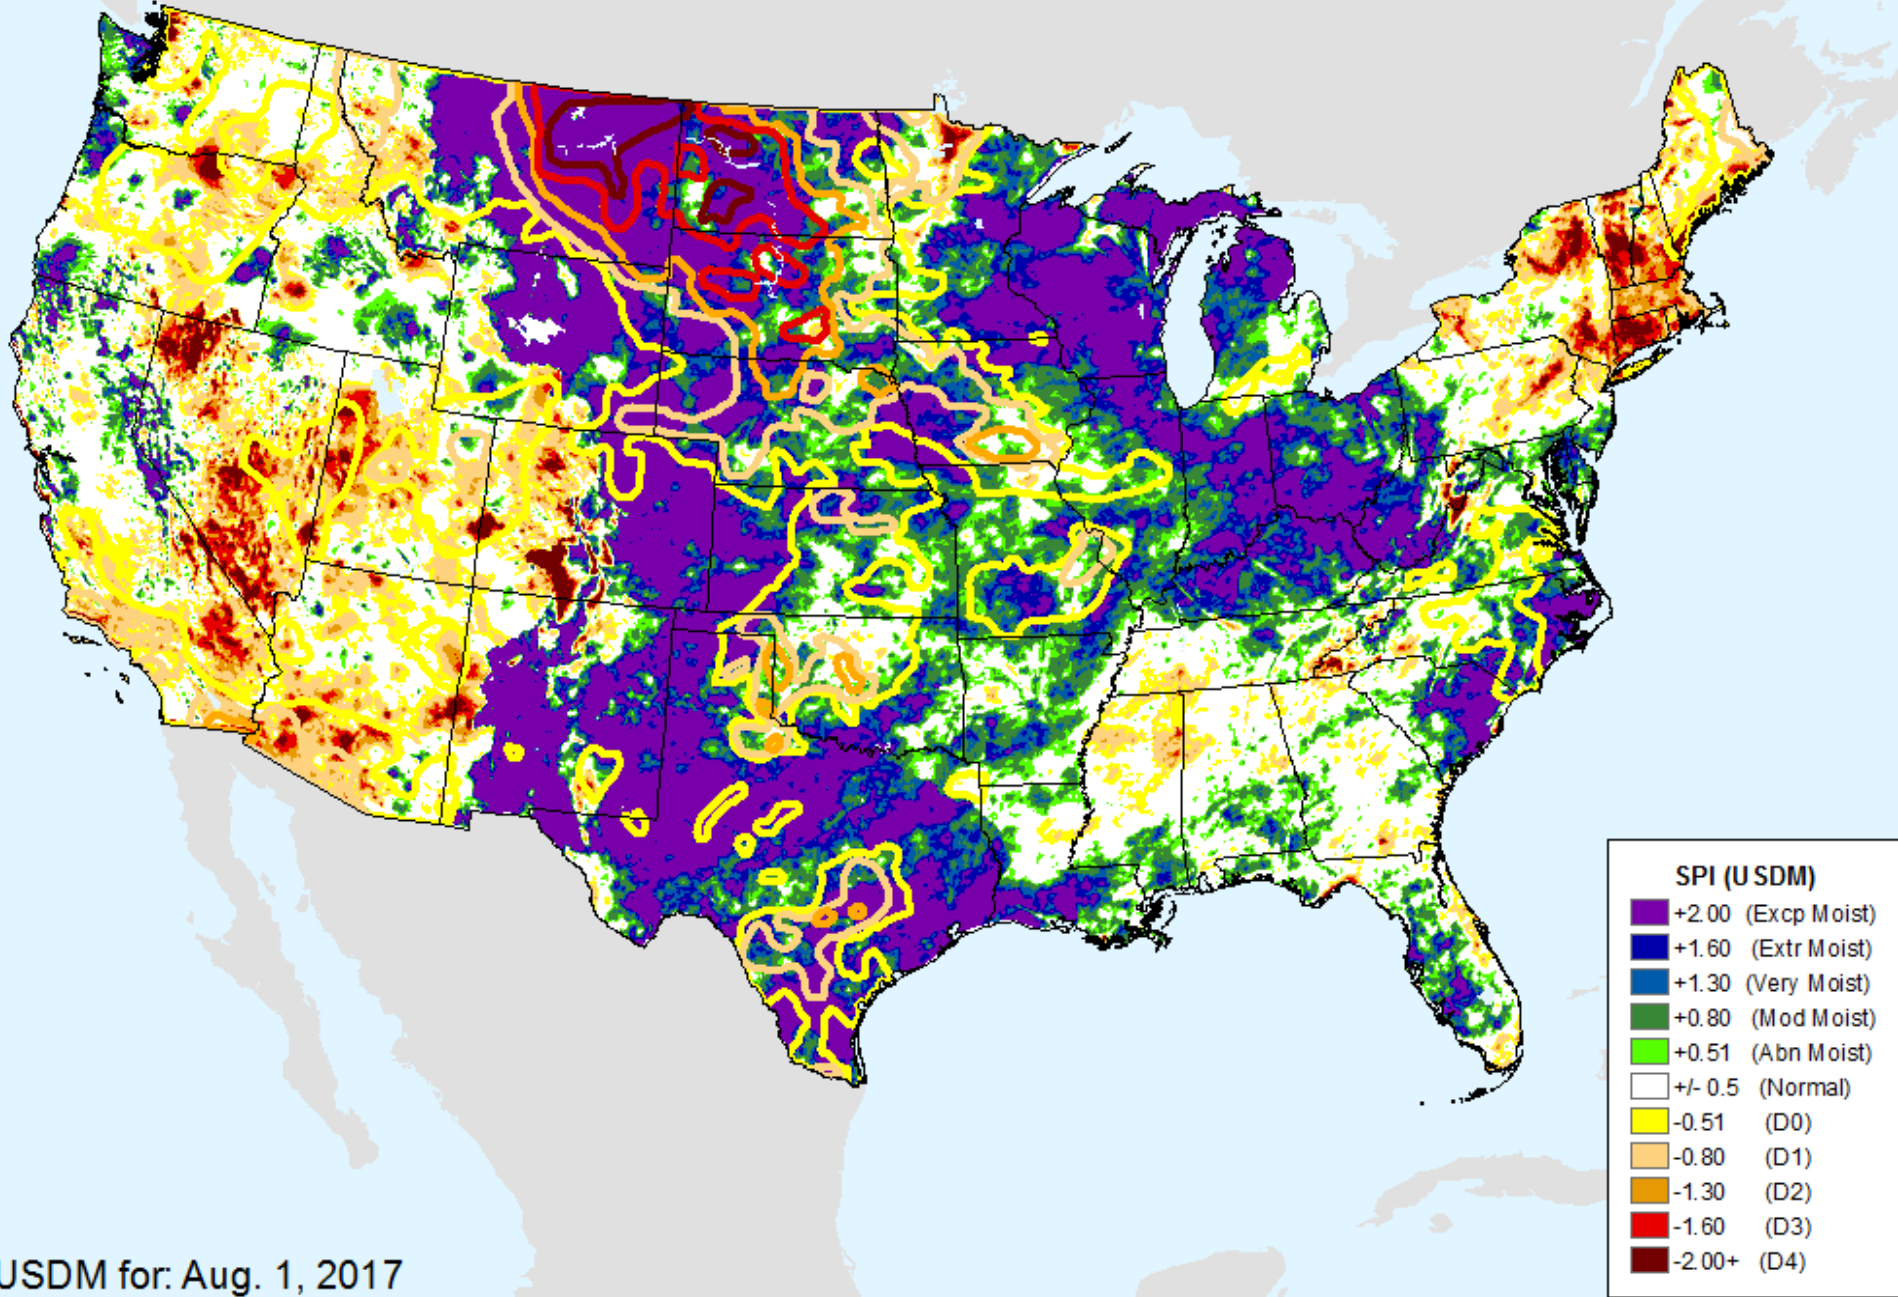 SPI (USDM)
+2.00 (Excp Moist)
+1.60 (Extr Moist)
+1.30 (Very Moist)
+0.80 (Mod Moist)
+0.51 (Abn Moist)
+/- 0.5 (Normal)
-0.51 (D0)
-0.80 (D1)
-1.30 (D2)
-1.60 (D3)
-2.00+ (D4)
USDM for: Aug. 1, 2017